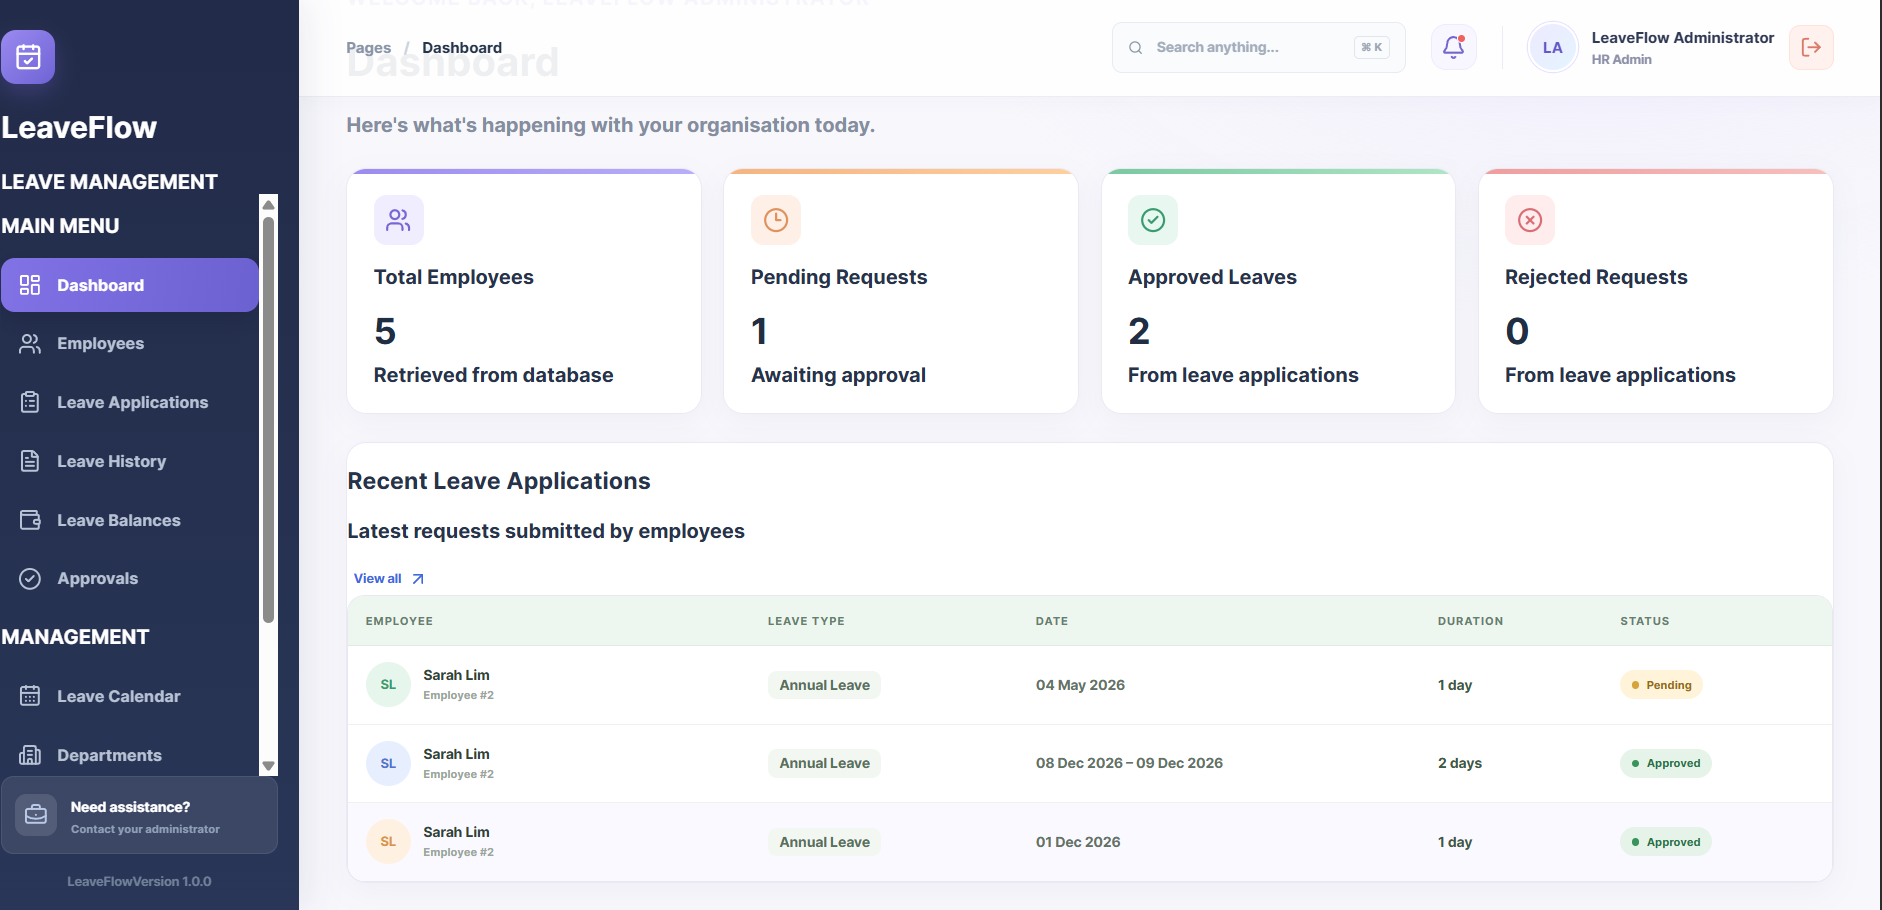 LeaveFlow
LEAVE MANAGEMENT
MAIN MENU
Dashboard
Employees
Leave Applications
Leave History
Leave Balances
Approvals
MANAGEMENT
Leave Calendar
Departments
Need assistance?
Contact your administrator
LeaveFlowVersion 1.0.0
WELCOME BACK, LEAVEFLOW ADMINISTRATOR
Pages / Dashboard
Search anything...
⌘ K
LA
LeaveFlow Administrator
HR Admin
Dashboard
Here's what's happening with your organisation today.
Total Employees
5
Retrieved from database
Pending Requests
1
Awaiting approval
Approved Leaves
2
From leave applications
Rejected Requests
0
From leave applications
Recent Leave Applications
Latest requests submitted by employees
View all
EMPLOYEE LEAVE TYPE DATE DURATION STATUS
SL Sarah Lim Employee #2 Annual Leave 04 May 2026 1 day Pending
SL Sarah Lim Employee #2 Annual Leave 08 Dec 2026 – 09 Dec 2026 2 days Approved
SL Sarah Lim Employee #2 Annual Leave 01 Dec 2026 1 day Approved